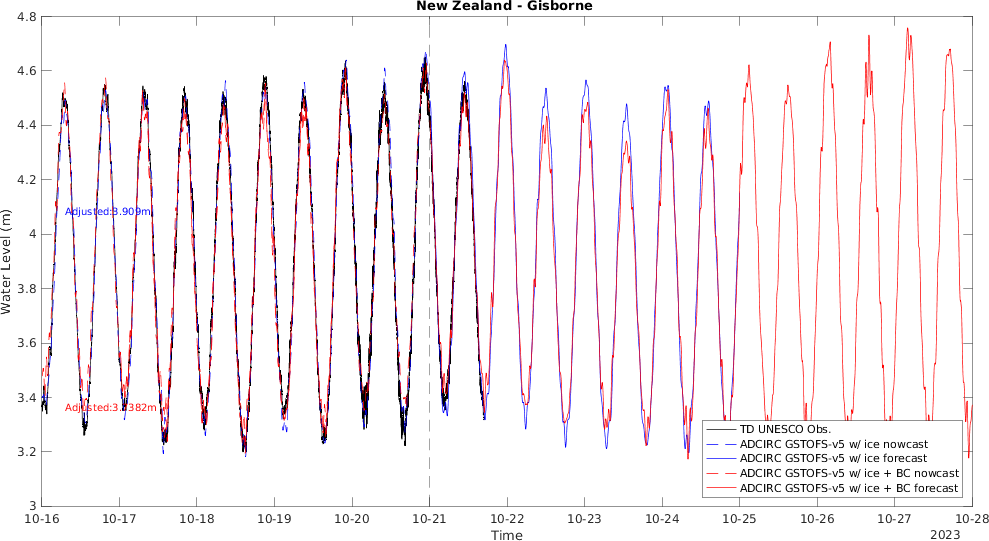 New Zealand - Gisborne
4.8
4.6
4.4
4.2
4
3.8
3.6
3.4
3.2
3
Water Level (m)
Adjusted:3.909m
10-16
10-17
10-18
10-19
10-20
10-21
10-22
10-23
10-24
10-25
10-26
10-27
10-28
Time
2023
TD UNESCO Obs.
ADCIRC GSTOFS-v5 w/ ice nowcast
ADCIRC GSTOFS-v5 w/ ice forecast
ADCIRC GSTOFS-v5 w/ ice + BC nowcast
ADCIRC GSTOFS-v5 w/ ice + BC forecast